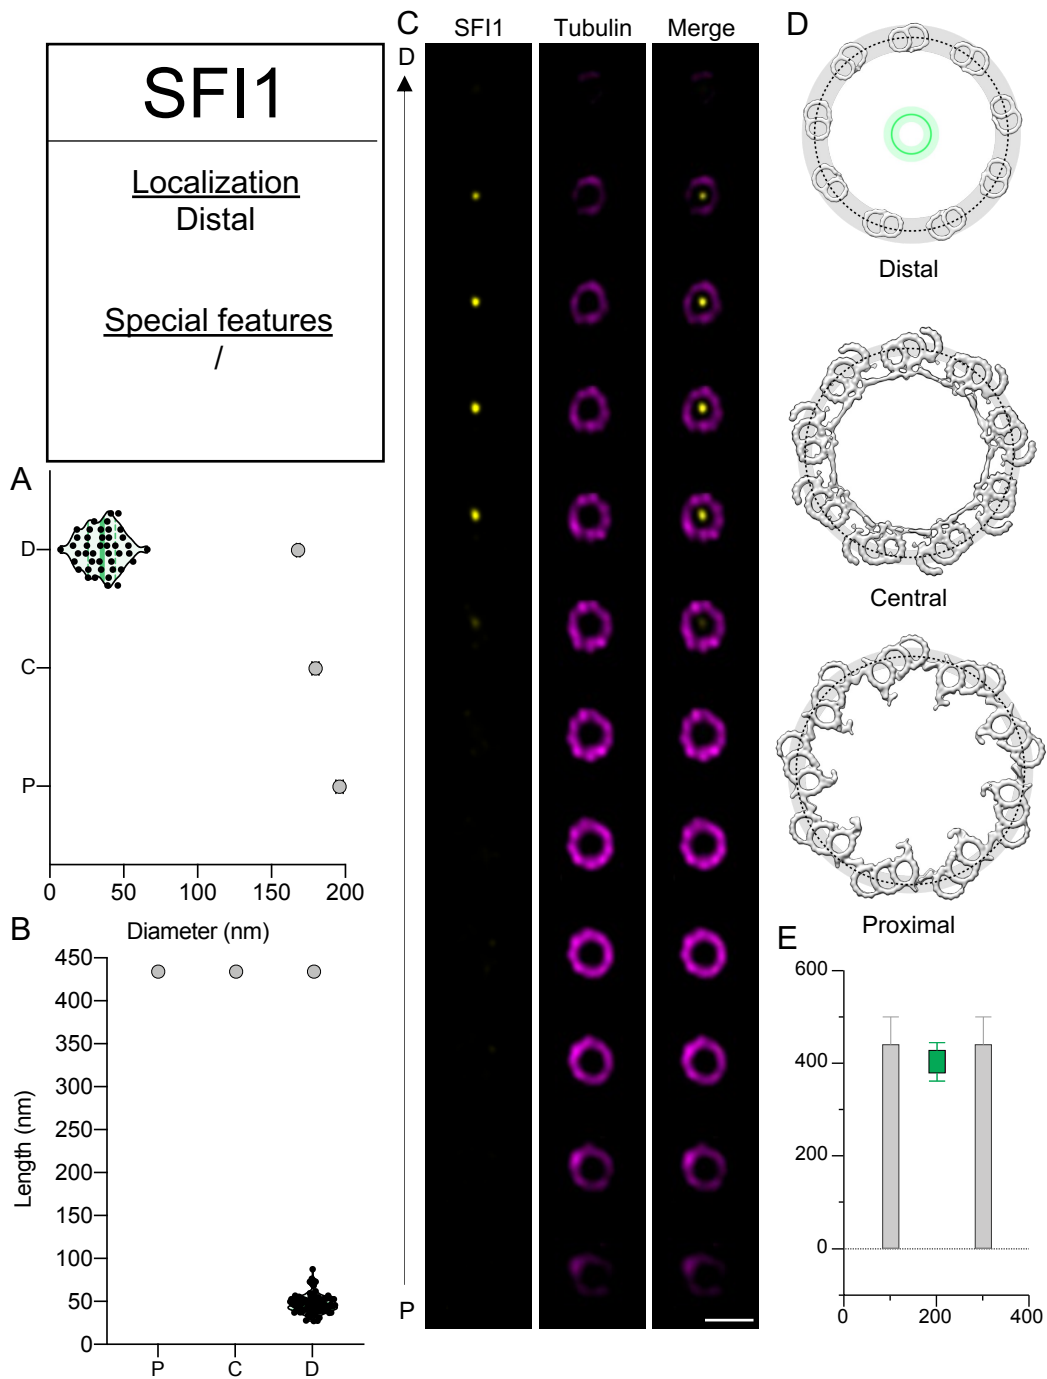 SFI1
Localization
Distal
Special features
/
A
D
C
P
0 50 100 150 200
Diameter (nm)
B
450
400
350
300
250
200
150
100
50
0
Length (nm)
P C D
C
SFI1 Tubulin Merge
D
P
D
Distal
Central
Proximal
E
600
400
200
0
0 200 400